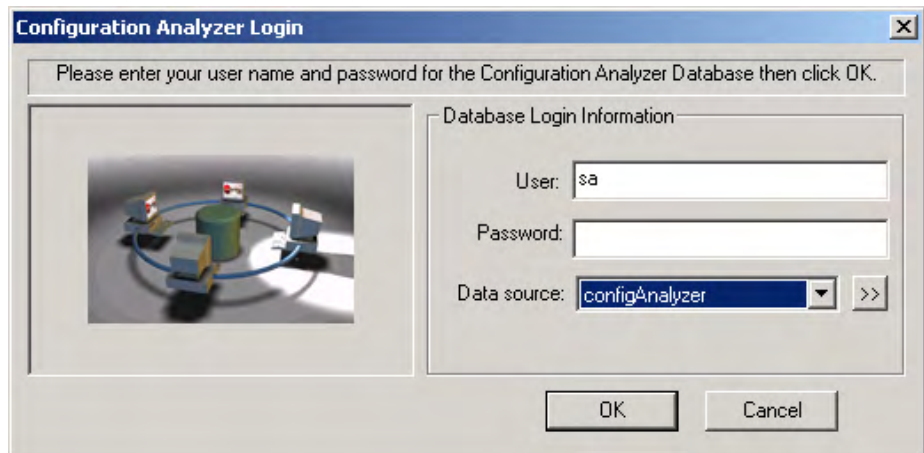 Configuration Analyzer Login
Please enter your user name and password for the Configuration Analyzer Database then click OK.
Database Login Information
User: sa
Password:
Data source: configAnalyzer >>
OK Cancel